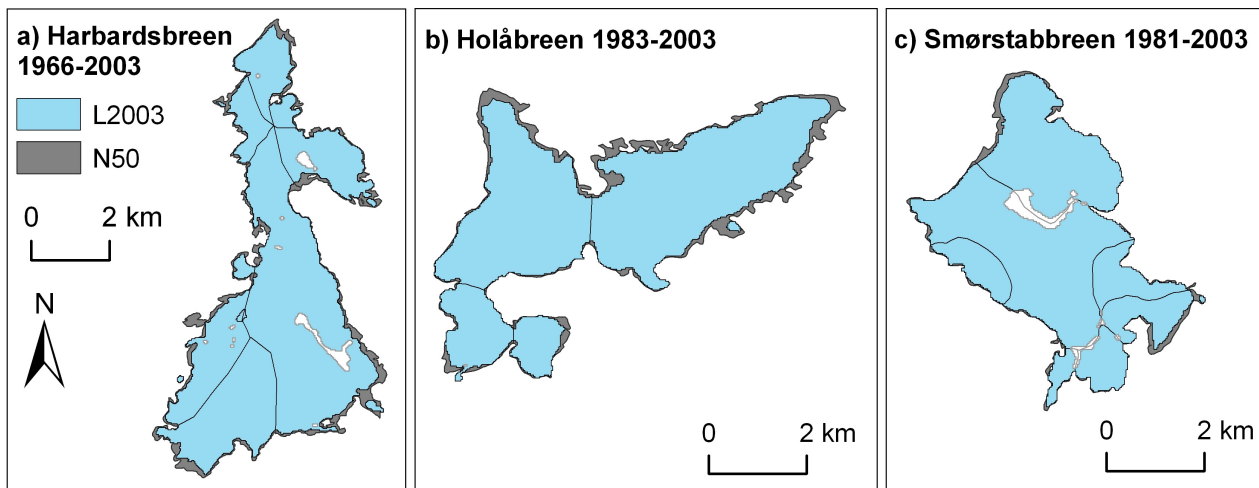 a) Harbardsbreen
1966-2003
L2003
N50
0 2 km
N
b) Holåbreen 1983-2003
0 2 km
c) Smørstabbreen 1981-2003
0 2 km